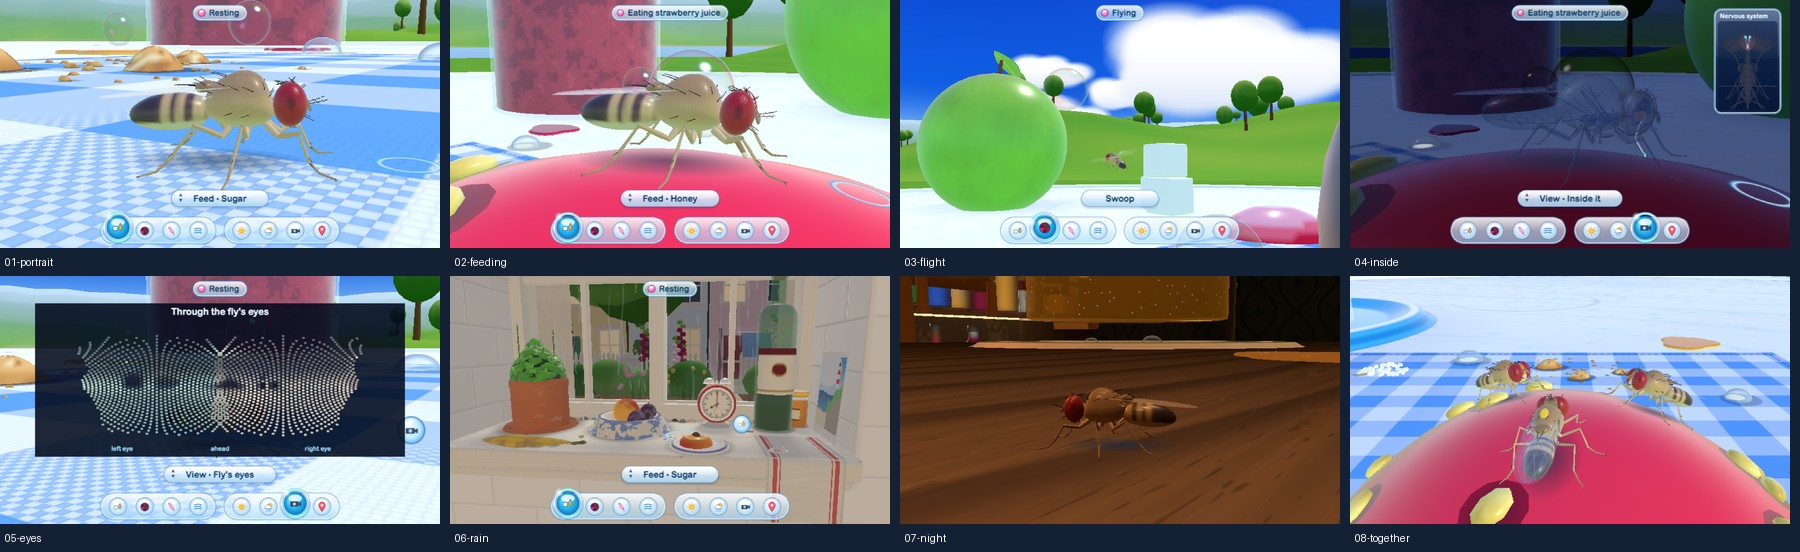 Resting
Feed • Sugar
01-portrait
Eating strawberry juice
Feed • Honey
02-feeding
Flying
Swoop
03-flight
Eating strawberry juice
Nervous system
View • Inside it
04-inside
Resting
Through the fly's eyes
left eye
ahead
right eye
View • Fly's eyes
05-eyes
Resting
Feed • Sugar
06-rain
07-night
08-together